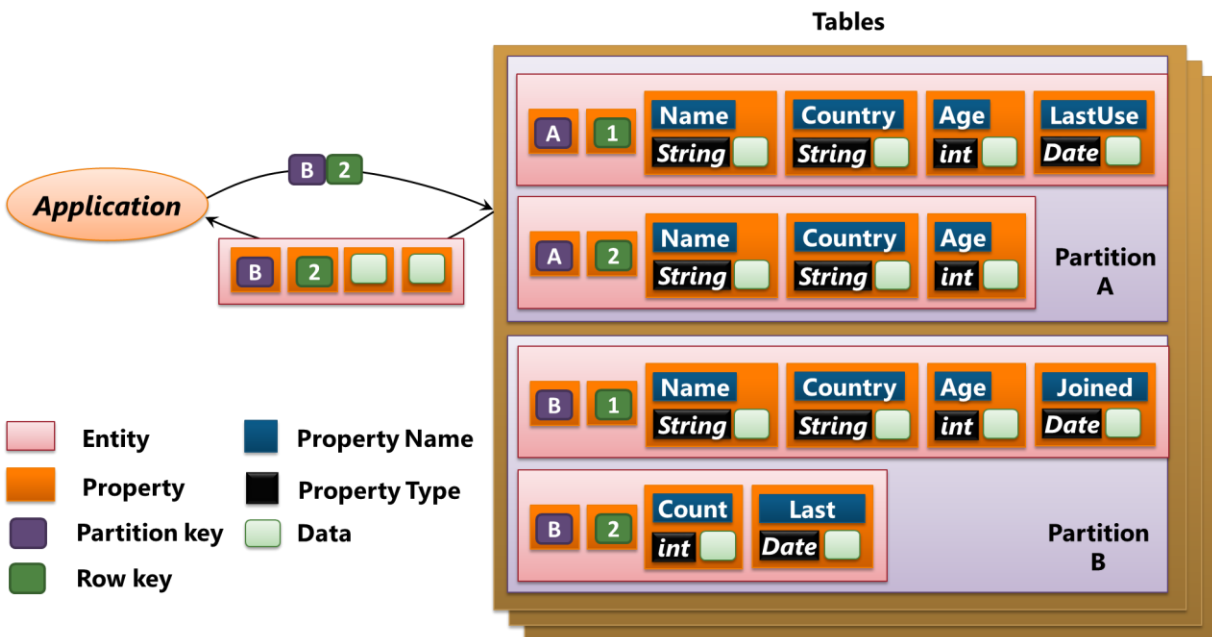 Tables
A 1 Name Country Age LastUse
String String int Date
Application
B 2
B 2
A 2 Name Country Age
String String int
Partition
A
B 1 Name Country Age Joined
String String int Date
B 2 Count Last
int Date
Partition
B
Entity
Property Name
Property
Property Type
Partition key
Data
Row key